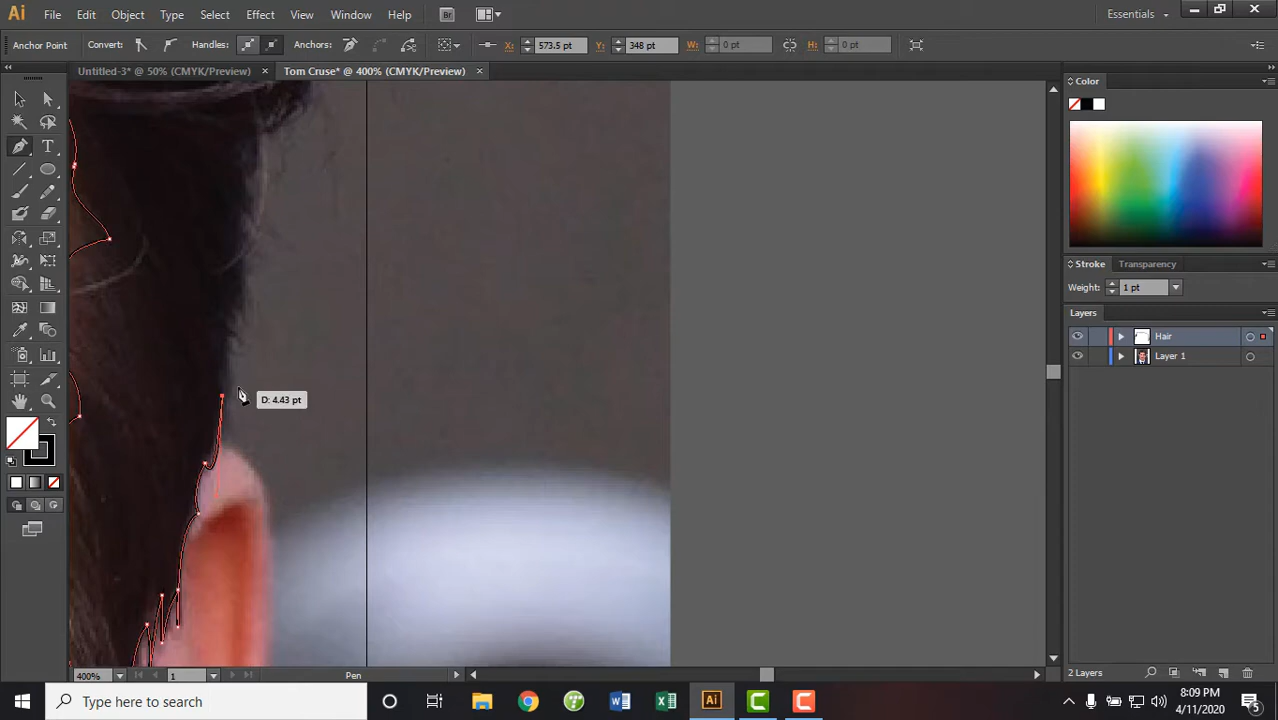 Ai File Edit Object Type Select Effect View Window Help Br Essentials
Anchor Point Convert: Handles: Anchors: X: 573.5 pt Y: 348 pt W: 0 pt H: 0 pt
Untitled-3* @ 50% (CMYK/Preview) × Tom Cruse* @ 400% (CMYK/Preview) ×
Color
Stroke Transparency
Weight: 1 pt
Layers
Hair
Layer 1
D: 4.43 pt
400% 1 Pen 2 Layers
Type here to search
8:09 PM
4/11/2020
5